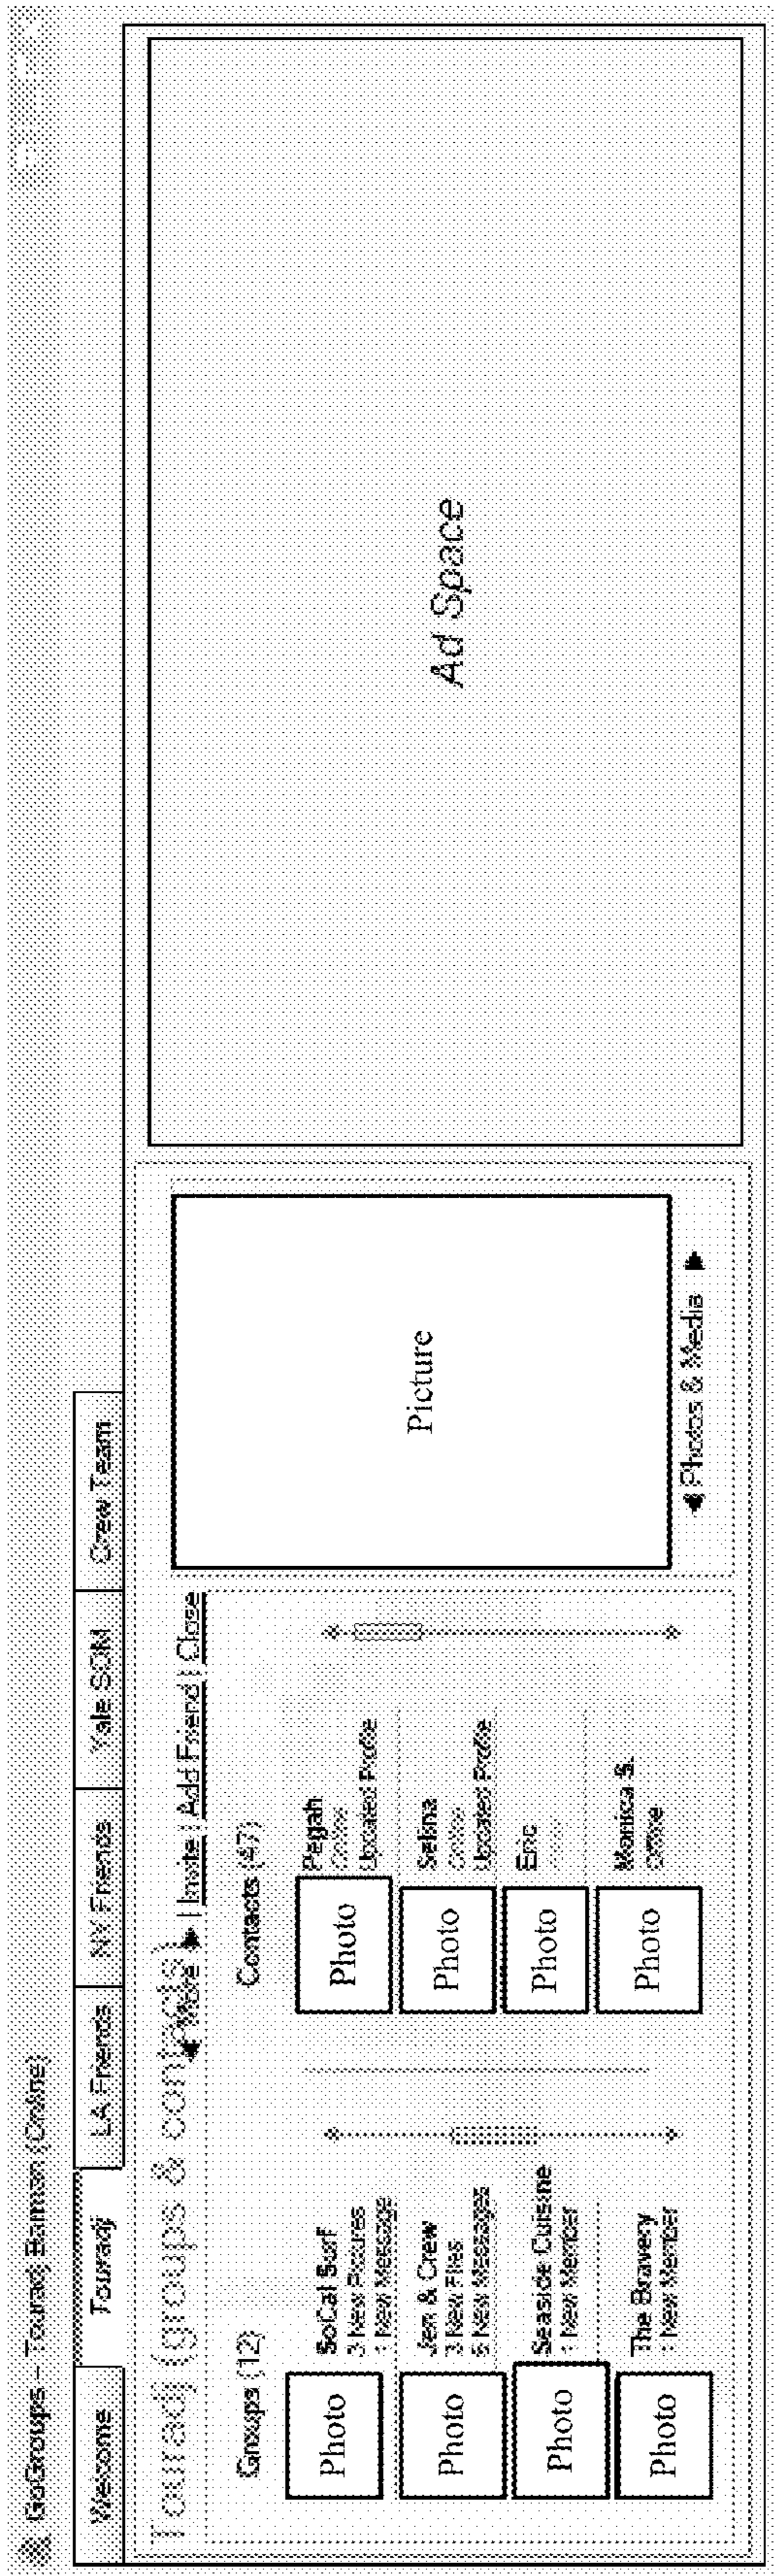 GoGroups – Touradj Barman (Online)
Welcome
Touradj
LA Friends
NY Friends
Yale SOM
Crew Team
Touradj (groups & contacts)
More | Invite | Add Friend | Close
Groups (12)
Photo
SoCal Surf
3 New Pictures
1 New Message
Photo
Jen & Crew
3 New Files
5 New Messages
Photo
Seaside Cuisine
1 New Member
Photo
The Bravery
1 New Member
Contacts (47)
Photo
Pegah
Online
Updated Profile
Photo
Selina
Online
Updated Profile
Photo
Eric
Photo
Monica S.
Offline
Picture
Photos & Media
Ad Space